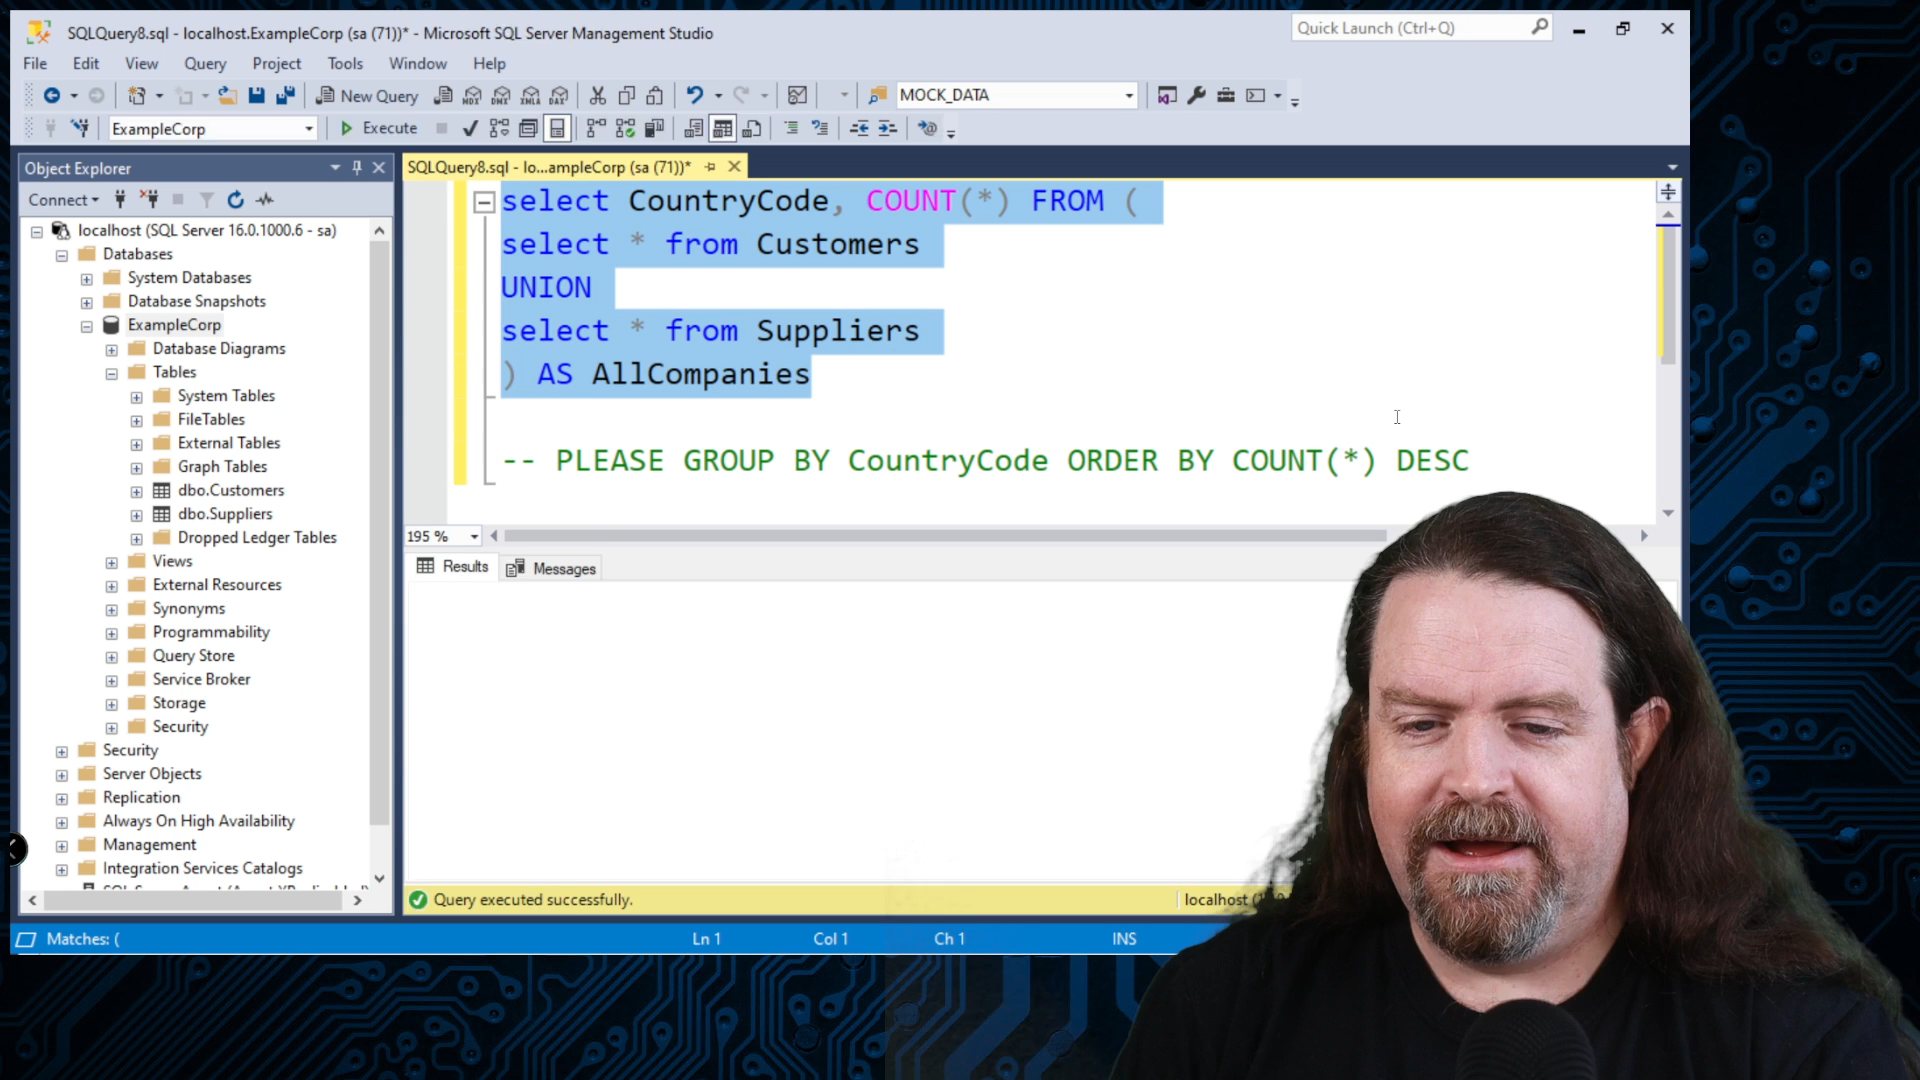 SQLQuery8.sql - localhost.ExampleCorp (sa (71))* - Microsoft SQL Server Management Studio
Quick Launch (Ctrl+Q)
File Edit View Query Project Tools Window Help
New Query MDX DMX XMLA DAX MOCK_DATA
ExampleCorp Execute
Object Explorer
SQLQuery8.sql - lo...ampleCorp (sa (71))*
Connect
localhost (SQL Server 16.0.1000.6 - sa)
Databases
System Databases
Database Snapshots
ExampleCorp
Database Diagrams
Tables
System Tables
FileTables
External Tables
Graph Tables
dbo.Customers
dbo.Suppliers
Dropped Ledger Tables
Views
External Resources
Synonyms
Programmability
Query Store
Service Broker
Storage
Security
Security
Server Objects
Replication
Always On High Availability
Management
Integration Services Catalogs
select CountryCode, COUNT(*) FROM (
select * from Customers
UNION
select * from Suppliers
) AS AllCompanies
-- PLEASE GROUP BY CountryCode ORDER BY COUNT(*) DESC
195 %
Results Messages
Query executed successfully.
localhost
Matches: ( Ln 1 Col 1 Ch 1 INS